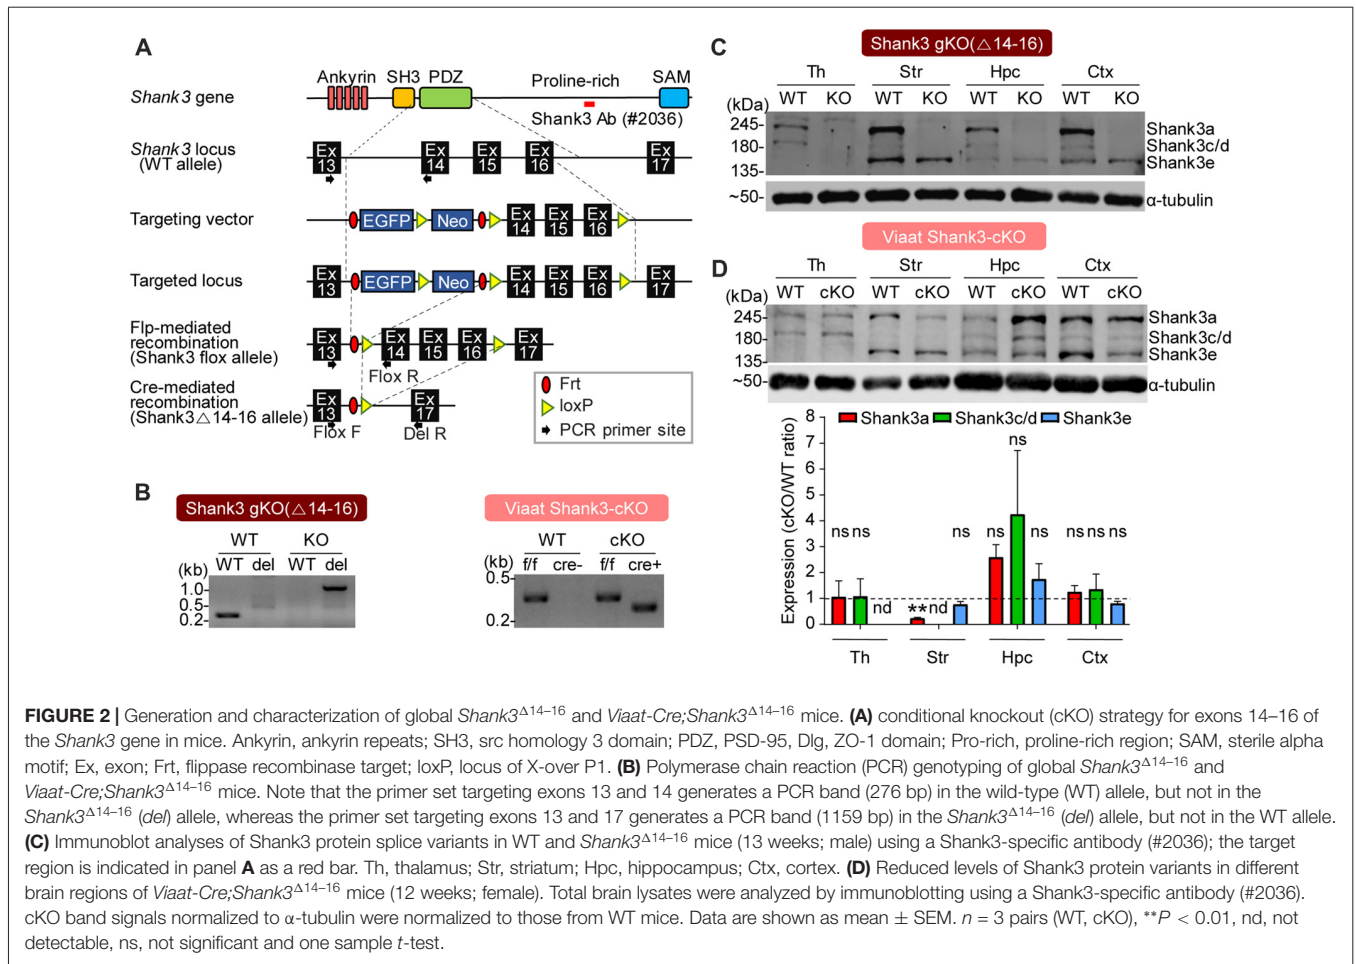 A
Ankyrin SH3 PDZ Proline-rich SAM
Shank3 gene
Shank3 Ab (#2036)
Shank3 locus
(WT allele)
Ex 13 Ex 14 Ex 15 Ex 16 Ex 17
Targeting vector
EGFP Neo Ex 14 Ex 15 Ex 16
Targeted locus
Ex 13 EGFP Neo Ex 14 Ex 15 Ex 16 Ex 17
Flp-mediated
recombination
(Shank3 flox allele)
Ex 13 Ex 14 Ex 15 Ex 16 Ex 17
Flox R
Cre-mediated
recombination
(Shank3△14-16 allele)
Ex 13 Ex 17
Flox F Del R
Frt
loxP
PCR primer site
B
Shank3 gKO(△14-16)
WT KO
WT del WT del
(kb)
1.0-
0.5-
0.2-
Viaat Shank3-cKO
WT cKO
f/f cre- f/f cre+
(kb)
0.5-
0.2-
C
Shank3 gKO(△14-16)
Th Str Hpc Ctx
(kDa) WT KO WT KO WT KO WT KO
245-
180-
135-
~50-
Shank3a
Shank3c/d
Shank3e
α-tubulin
Viaat Shank3-cKO
D
Th Str Hpc Ctx
(kDa) WT cKO WT cKO WT cKO WT cKO
245-
180-
135-
~50-
Shank3a
Shank3c/d
Shank3e
α-tubulin
Shank3a Shank3c/d Shank3e
Expression (cKO/WT ratio)
8
7
6
5
4
3
2
1
0
ns ns nd
** nd ns
ns ns ns
ns ns ns
Th Str Hpc Ctx
FIGURE 2 | Generation and characterization of global Shank3Δ14–16 and Viaat-Cre;Shank3Δ14–16 mice. (A) conditional knockout (cKO) strategy for exons 14–16 of
the Shank3 gene in mice. Ankyrin, ankyrin repeats; SH3, src homology 3 domain; PDZ, PSD-95, Dlg, ZO-1 domain; Pro-rich, proline-rich region; SAM, sterile alpha
motif; Ex, exon; Frt, flippase recombinase target; loxP, locus of X-over P1. (B) Polymerase chain reaction (PCR) genotyping of global Shank3Δ14–16 and
Viaat-Cre;Shank3Δ14–16 mice. Note that the primer set targeting exons 13 and 14 generates a PCR band (276 bp) in the wild-type (WT) allele, but not in the
Shank3Δ14–16 (del) allele, whereas the primer set targeting exons 13 and 17 generates a PCR band (1159 bp) in the Shank3Δ14–16 (del) allele, but not in the WT allele.
(C) Immunoblot analyses of Shank3 protein splice variants in WT and Shank3Δ14–16 mice (13 weeks; male) using a Shank3-specific antibody (#2036); the target
region is indicated in panel A as a red bar. Th, thalamus; Str, striatum; Hpc, hippocampus; Ctx, cortex. (D) Reduced levels of Shank3 protein variants in different
brain regions of Viaat-Cre;Shank3Δ14–16 mice (12 weeks; female). Total brain lysates were analyzed by immunoblotting using a Shank3-specific antibody (#2036).
cKO band signals normalized to α-tubulin were normalized to those from WT mice. Data are shown as mean ± SEM. n = 3 pairs (WT, cKO), **P < 0.01, nd, not
detectable, ns, not significant and one sample t-test.